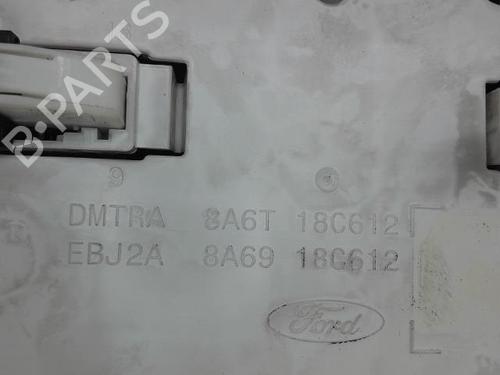 B-PARTS
9
DMTRA 8A6T 18C612
EBJ2A 8A69 18C612
Ford